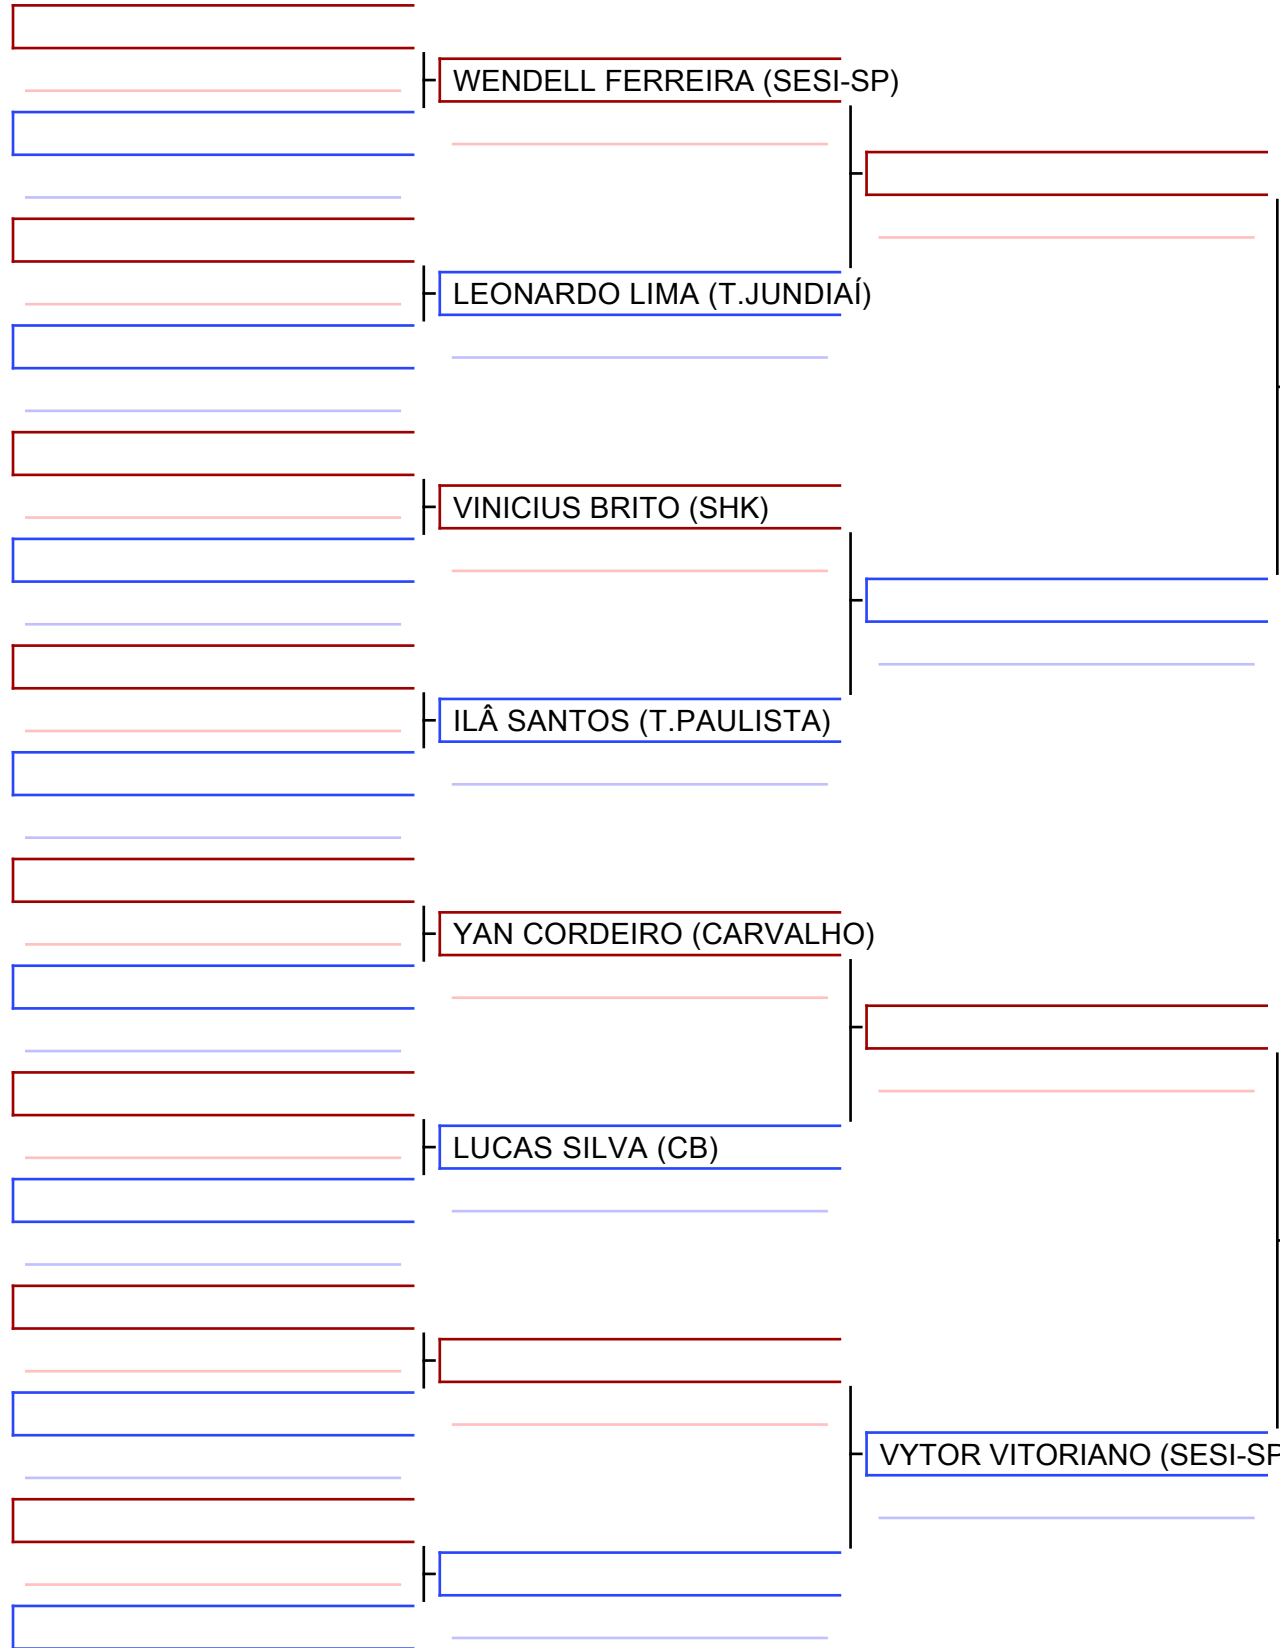 WENDELL FERREIRA (SESI-SP)
LEONARDO LIMA (T.JUNDIAÍ)
VINICIUS BRITO (SHK)
ILÂ SANTOS (T.PAULISTA)
YAN CORDEIRO (CARVALHO)
LUCAS SILVA (CB)
VYTOR VITORIANO (SESI-SP